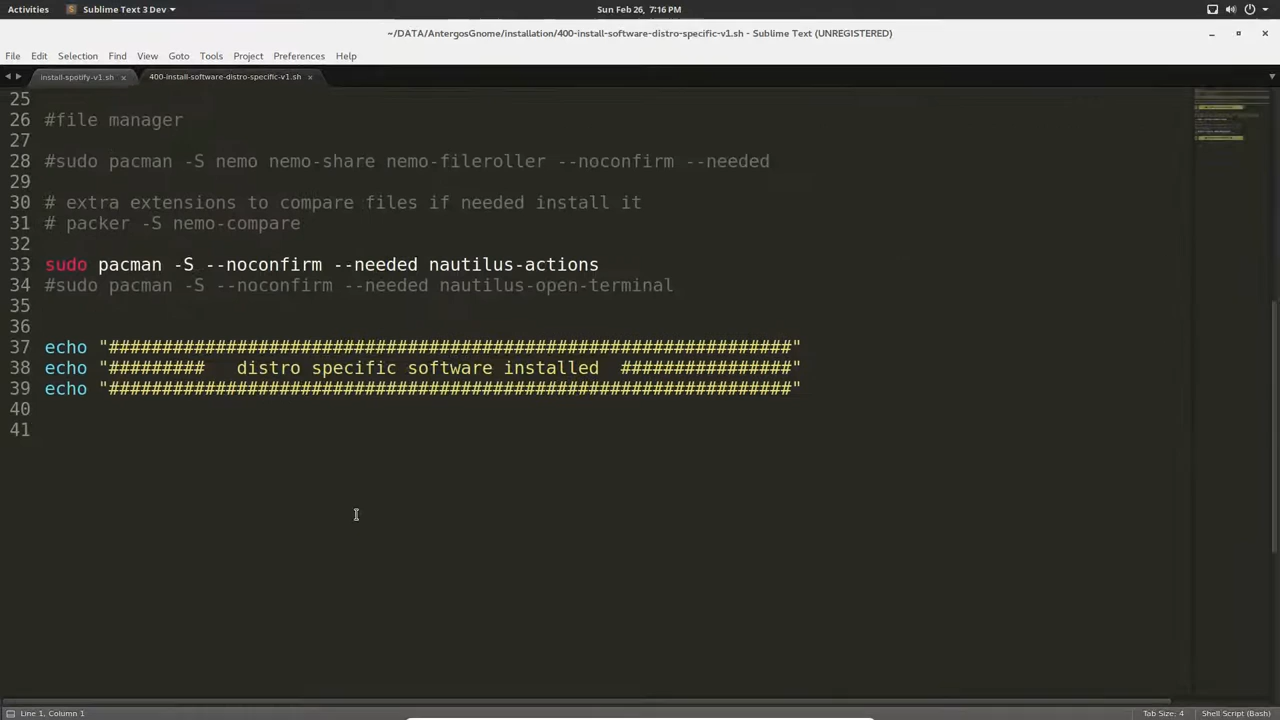 Activities
Sublime Text 3 Dev
Sun Feb 26, 7:16 PM
~/DATA/AntergosGnome/installation/400-install-software-distro-specific-v1.sh - Sublime Text (UNREGISTERED)
File Edit Selection Find View Goto Tools Project Preferences Help
install-spotify-v1.sh
400-install-software-distro-specific-v1.sh
25
26 #file manager
27
28 #sudo pacman -S nemo nemo-share nemo-fileroller --noconfirm --needed
29
30 # extra extensions to compare files if needed install it
31 # packer -S nemo-compare
32
33 sudo pacman -S --noconfirm --needed nautilus-actions
34 #sudo pacman -S --noconfirm --needed nautilus-open-terminal
35
36
37 echo "################################################################"
38 echo "#########   distro specific software installed  ################"
39 echo "################################################################"
40
41
Line 1, Column 1
Tab Size: 4
Shell Script (Bash)